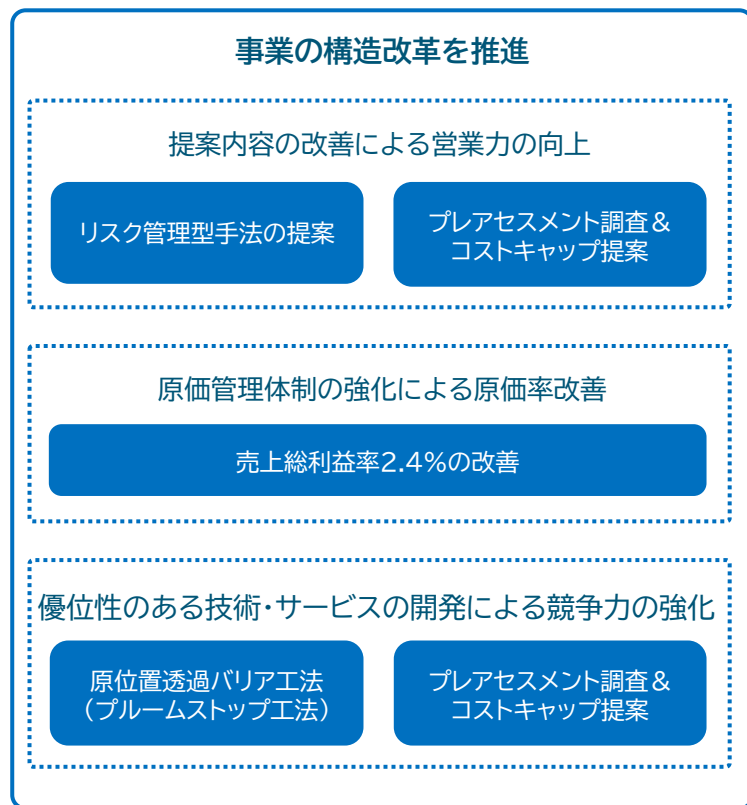 事業の構造改革を推進
提案内容の改善による営業力の向上
リスク管理型手法の提案
プレアセスメント調査＆
コストキャップ提案
原価管理体制の強化による原価率改善
売上総利益率2.4%の改善
優位性のある技術・サービスの開発による競争力の強化
原位置透過バリア工法
（プルームストップ工法）
プレアセスメント調査＆
コストキャップ提案